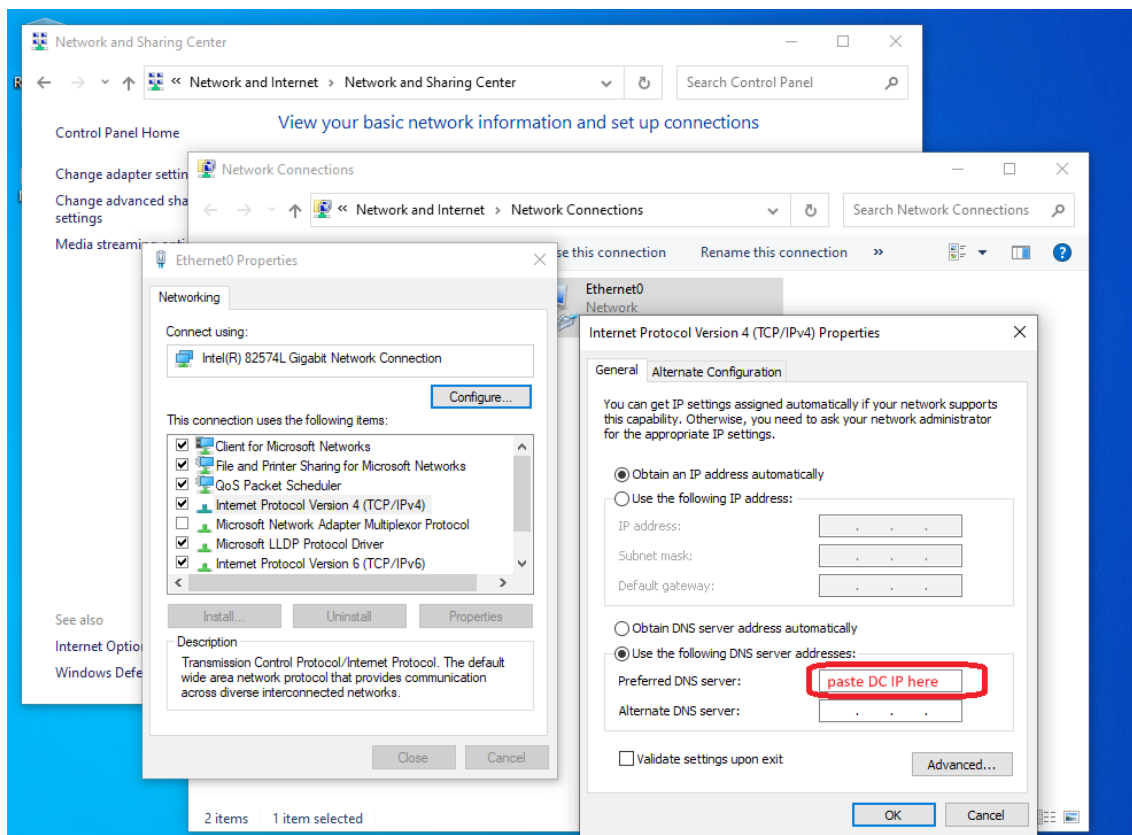 Network and Sharing Center
« Network and Internet > Network and Sharing Center
Search Control Panel
Control Panel Home
View your basic network information and set up connections
Change adapter settin
Change advanced sha
settings
Media streaming
Network Connections
« Network and Internet > Network Connections
Search Network Connections
se this connection
Rename this connection
»
Ethernet0
Network
Ethernet0 Properties
Networking
Connect using:
Intel(R) 82574L Gigabit Network Connection
Configure...
This connection uses the following items:
Client for Microsoft Networks
File and Printer Sharing for Microsoft Networks
QoS Packet Scheduler
Internet Protocol Version 4 (TCP/IPv4)
Microsoft Network Adapter Multiplexor Protocol
Microsoft LLDP Protocol Driver
Internet Protocol Version 6 (TCP/IPv6)
Install...
Uninstall
Properties
Description
Transmission Control Protocol/Internet Protocol. The default
wide area network protocol that provides communication
across diverse interconnected networks.
Close
Cancel
Internet Protocol Version 4 (TCP/IPv4) Properties
General
Alternate Configuration
You can get IP settings assigned automatically if your network supports
this capability. Otherwise, you need to ask your network administrator
for the appropriate IP settings.
Obtain an IP address automatically
Use the following IP address:
IP address:
Subnet mask:
Default gateway:
Obtain DNS server address automatically
Use the following DNS server addresses:
Preferred DNS server:
paste DC IP here
Alternate DNS server:
Validate settings upon exit
Advanced...
OK
Cancel
See also
Internet Optio
Windows Defe
2 items
1 item selected